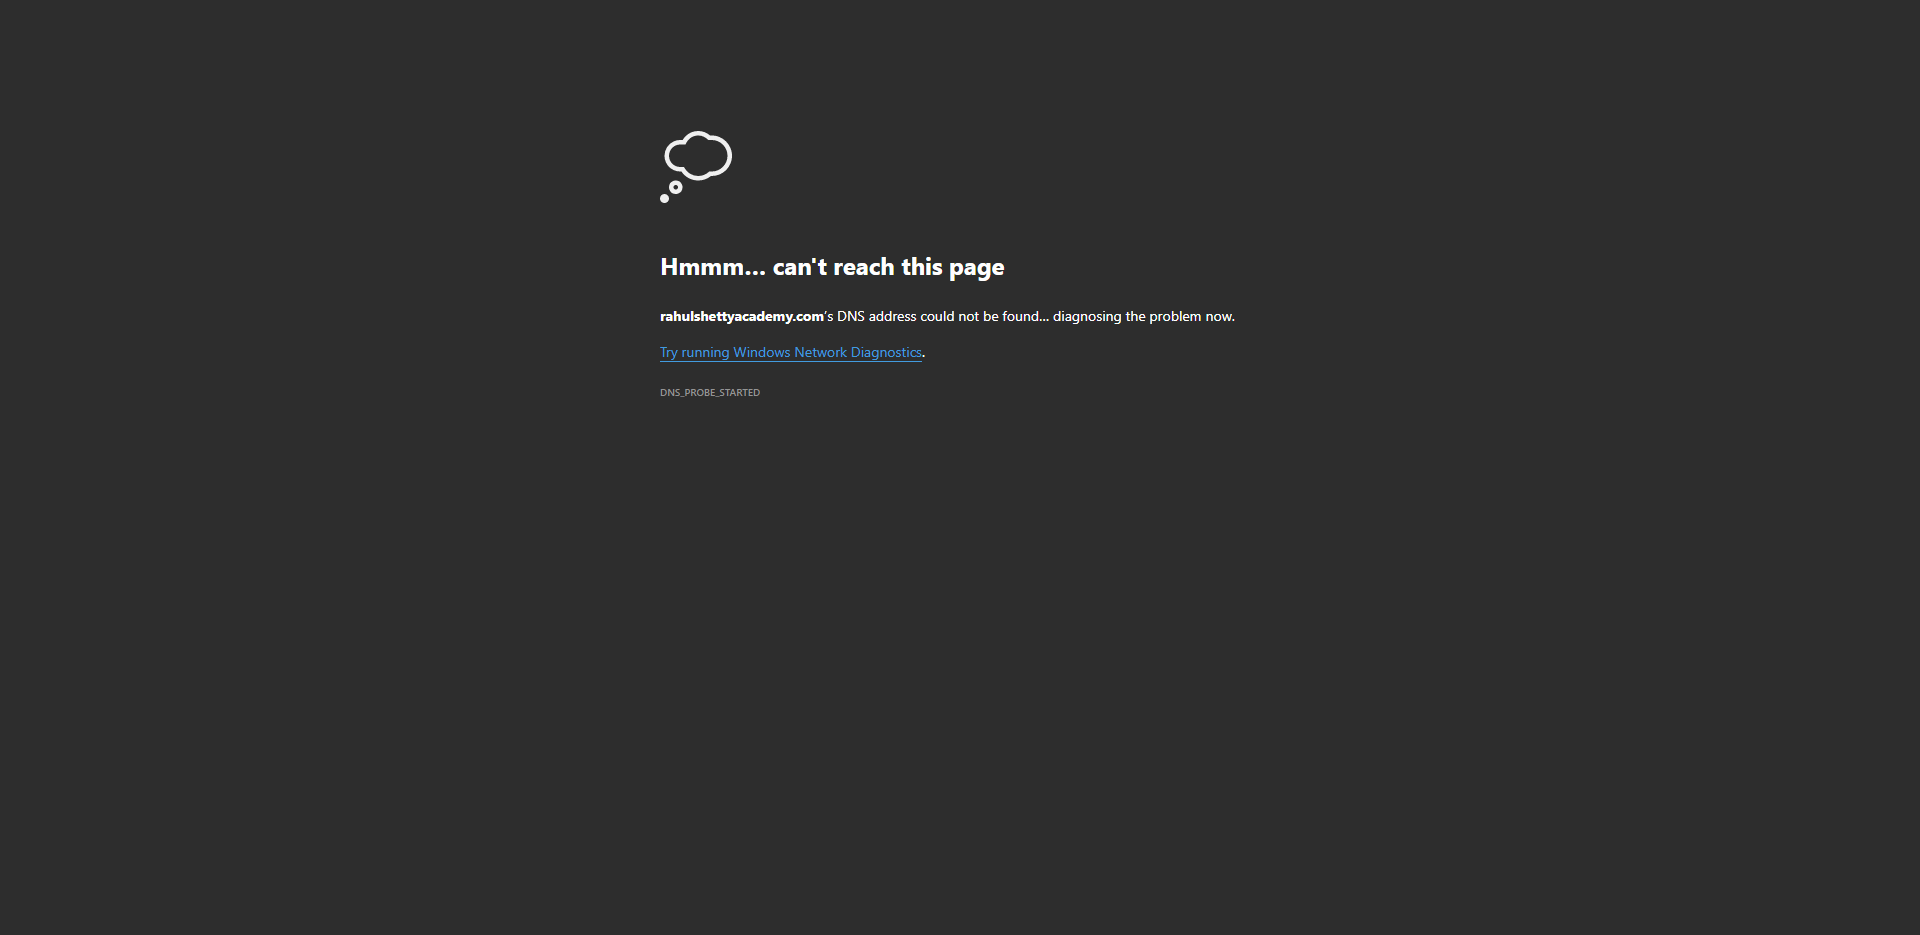 Hmmm... can't reach this page
rahulshettyacademy.com's DNS address could not be found... diagnosing the problem now.
Try running Windows Network Diagnostics.
DNS_PROBE_STARTED